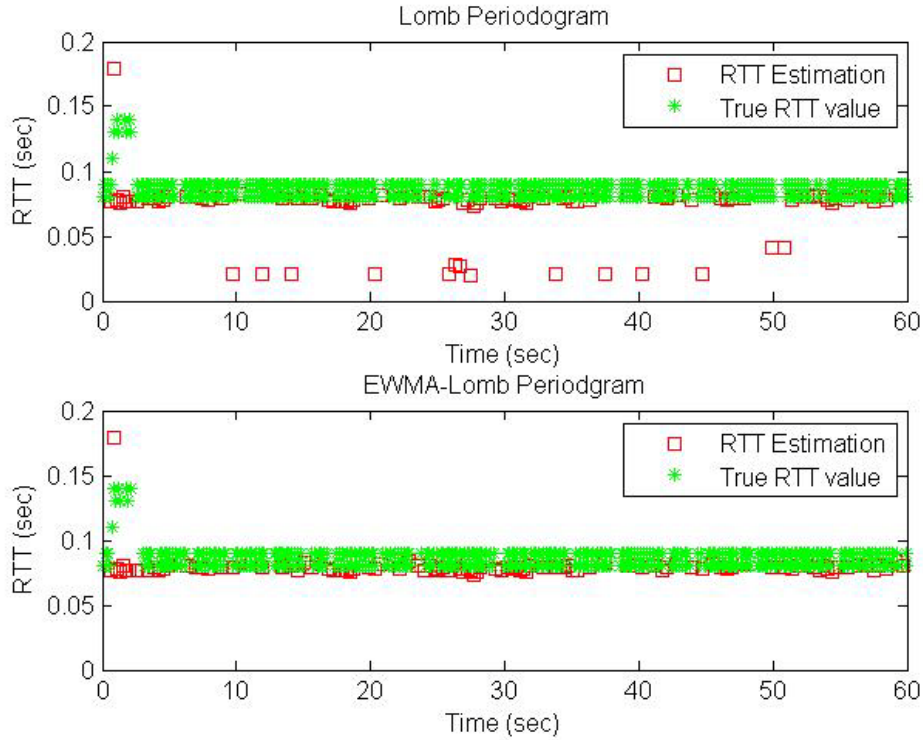 Lomb Periodogram
0.2
0.15
0.1
0.05
0
RTT (sec)
RTT Estimation
True RTT value
0 10 20 30 40 50 60
Time (sec)
EWMA-Lomb Periodgram
0.2
0.15
0.1
0.05
0
RTT (sec)
RTT Estimation
True RTT value
0 10 20 30 40 50 60
Time (sec)